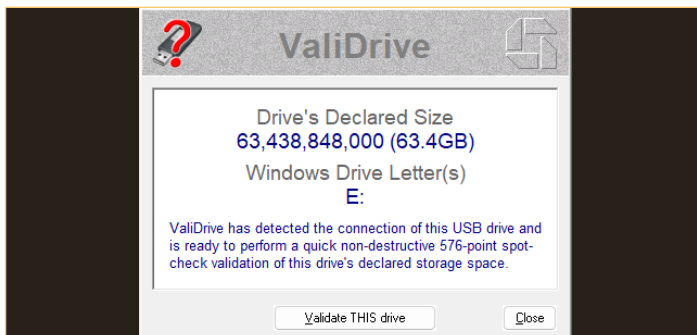 ValiDrive
Drive's Declared Size
63,438,848,000 (63.4GB)
Windows Drive Letter(s)
E:
ValiDrive has detected the connection of this USB drive and
is ready to perform a quick non-destructive 576-point spot-
check validation of this drive's declared storage space.
Validate THIS drive
Close